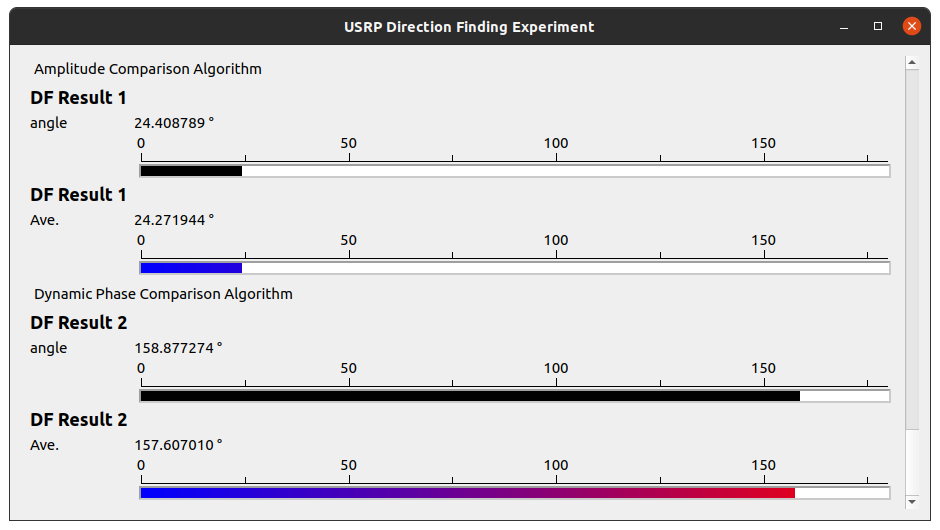 USRP Direction Finding Experiment
Amplitude Comparison Algorithm
DF Result 1
angle 24.408789 °
0 50 100 150
DF Result 1
Ave. 24.271944 °
0 50 100 150
Dynamic Phase Comparison Algorithm
DF Result 2
angle 158.877274 °
0 50 100 150
DF Result 2
Ave. 157.607010 °
0 50 100 150